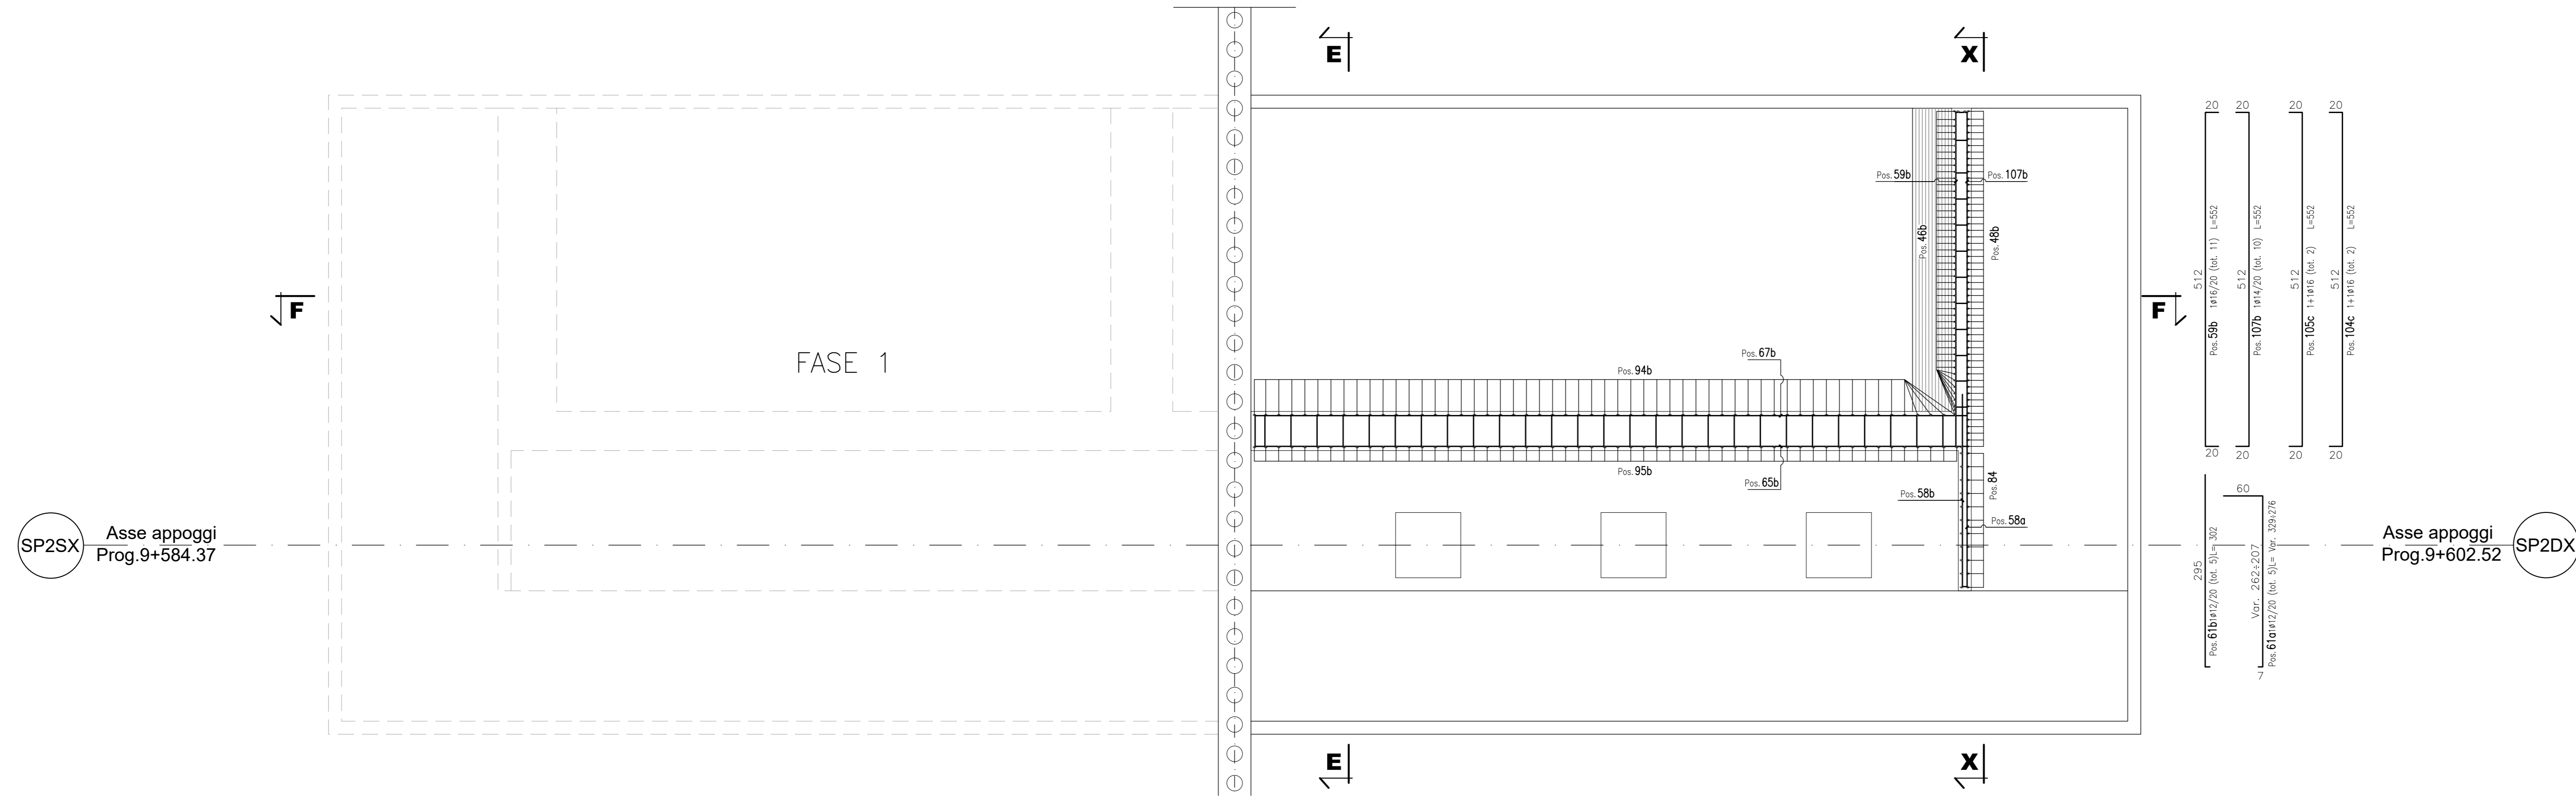 E
X
20
20
20
20
Pos.59b
Pos.107b
Pos.46b
Pos.48b
512
Pos.59b 1ø16/20 (tot. 11) L=552
512
Pos.107b 1ø14/20 (tot. 10) L=552
512
Pos.105c 1+1ø16 (tot. 2) L=552
512
Pos.104c 1+1ø16 (tot. 2) L=552
F
F
FASE 1
Pos.67b
Pos.94b
20
20
20
20
Pos.95b
Pos.65b
Pos.58b
Pos.84
Pos.58a
60
295
Pos.61b1ø12/20 (tot. 5)L= 302
Var. 262÷207
Pos.61a1ø12/20 (tot. 5)L= Var. 329÷276
7
SP2SX
Asse appoggi
Prog.9+584.37
Asse appoggi
Prog.9+602.52
SP2DX
E
X